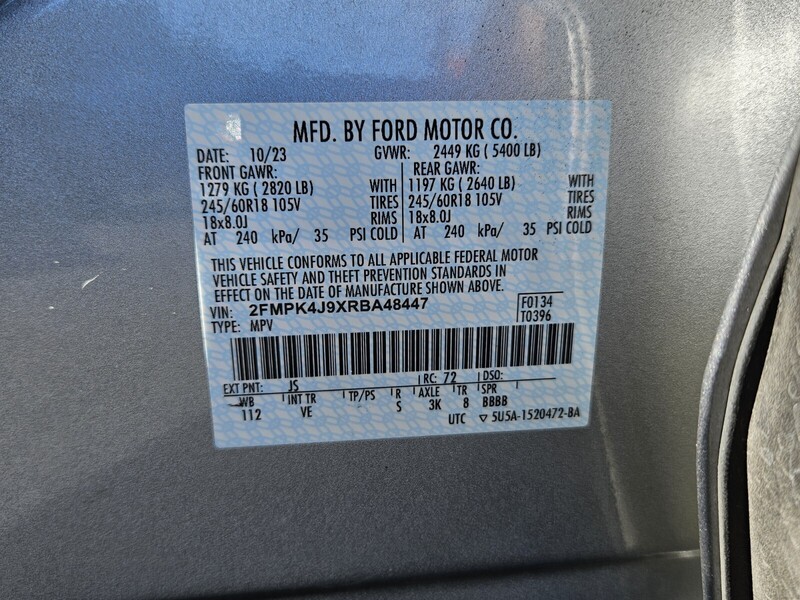 MFD. BY FORD MOTOR CO.
DATE: 10/23 GVWR: 2449 KG ( 5400 LB)
FRONT GAWR: REAR GAWR:
1279 KG ( 2820 LB) WITH 1197 KG ( 2640 LB) WITH
245/60R18 105V TIRES 245/60R18 105V TIRES
18x8.0J RIMS 18x8.0J RIMS
AT 240 kPa/ 35 PSI COLD AT 240 kPa/ 35 PSI COLD
THIS VEHICLE CONFORMS TO ALL APPLICABLE FEDERAL MOTOR
VEHICLE SAFETY AND THEFT PREVENTION STANDARDS IN
EFFECT ON THE DATE OF MANUFACTURE SHOWN ABOVE.
VIN: 2FMPK4J9XRBA48447 F0134
TYPE: MPV T0396
EXT PNT: JS RC: 72 DSO:
WB INT TR TP/PS R AXLE TR SPR
112 VE S 3K 8 BBBB
UTC ▽ 5U5A-1520472-BA